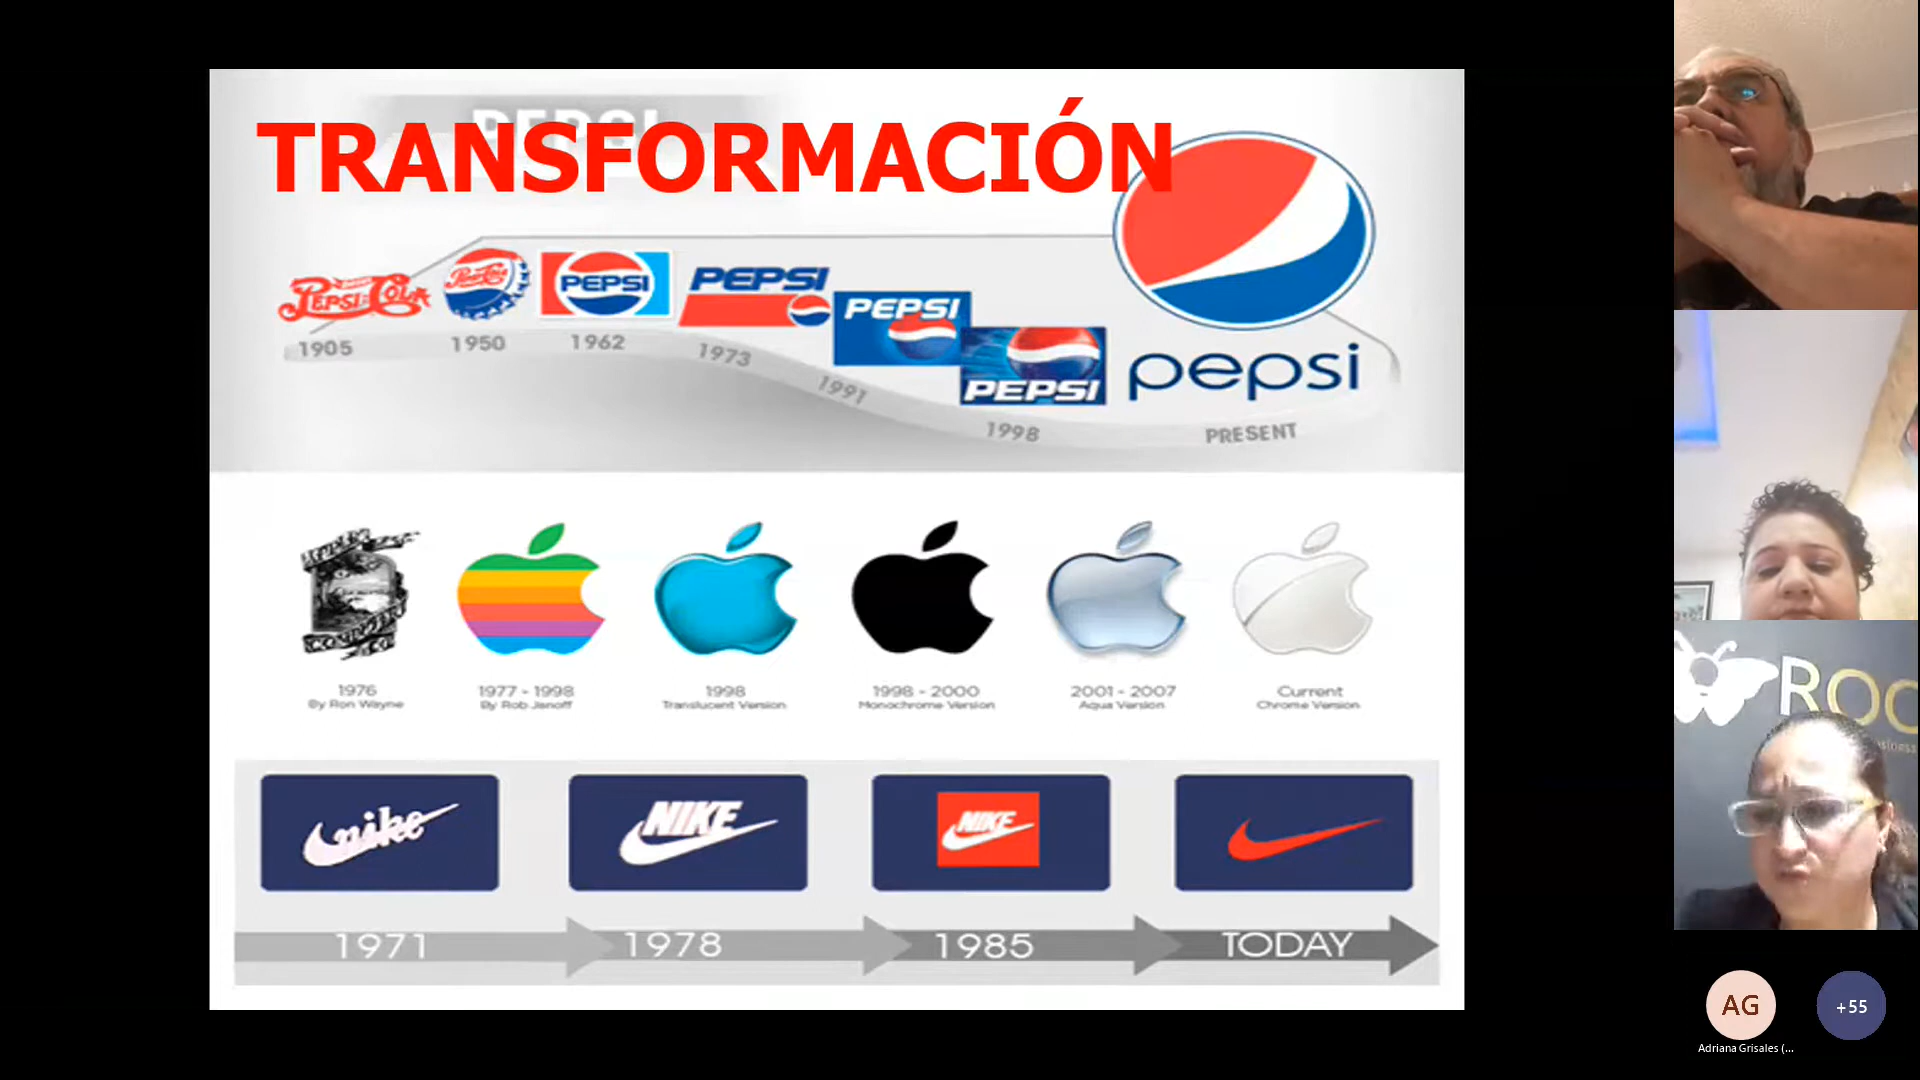 PEPSI
TRANSFORMACIÓN
PEPSI-COLA
PEPSI
PEPSI
PEPSI
PEPSI
pepsi
1905
1950
1962
1973
1991
1998
PRESENT
1976
By Ron Wayne
1977 - 1998
By Rob Janoff
1998
Translucent Version
1998 - 2000
Monochrome Version
2001 - 2007
Aqua Version
Current
Chrome Version
nike
NIKE
NIKE
1971
1978
1985
TODAY
ROO
AG
+55
Adriana Grisales (...